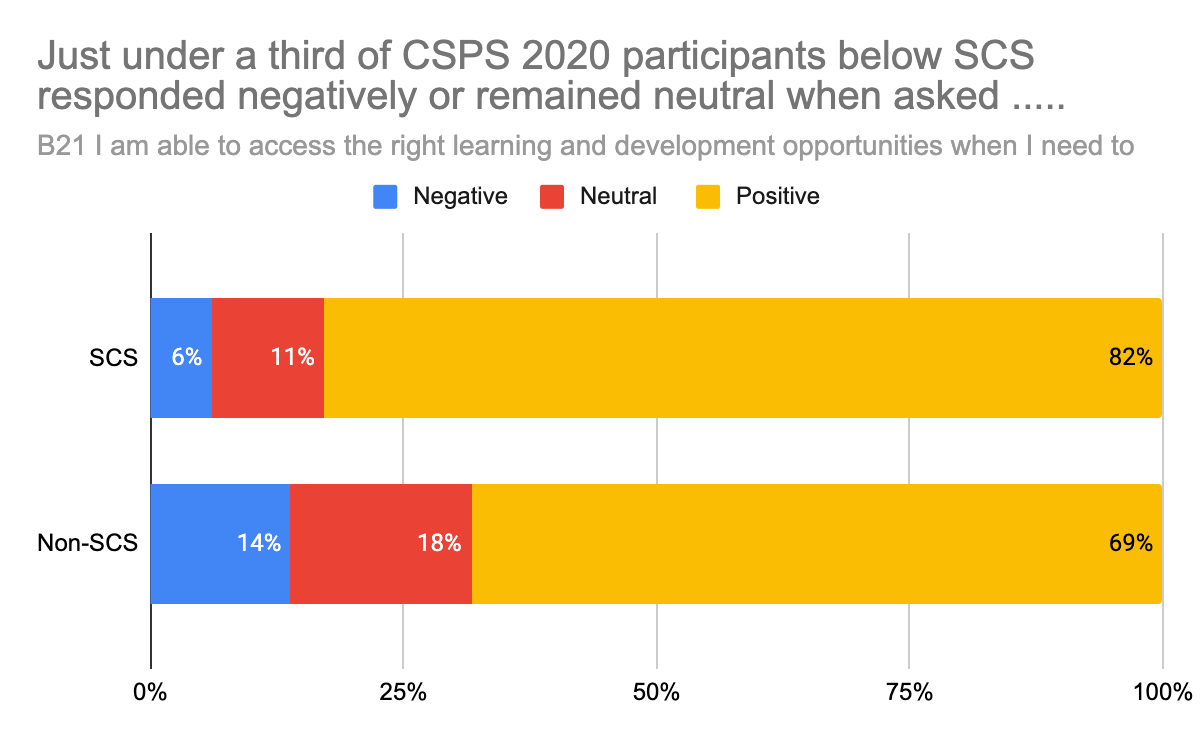 Just under a third of CSPS 2020 participants below SCS
responded negatively or remained neutral when asked .....
B21 I am able to access the right learning and development opportunities when I need to
Negative Neutral Positive
SCS 6% 11% 82%
Non-SCS 14% 18% 69%
0% 25% 50% 75% 100%